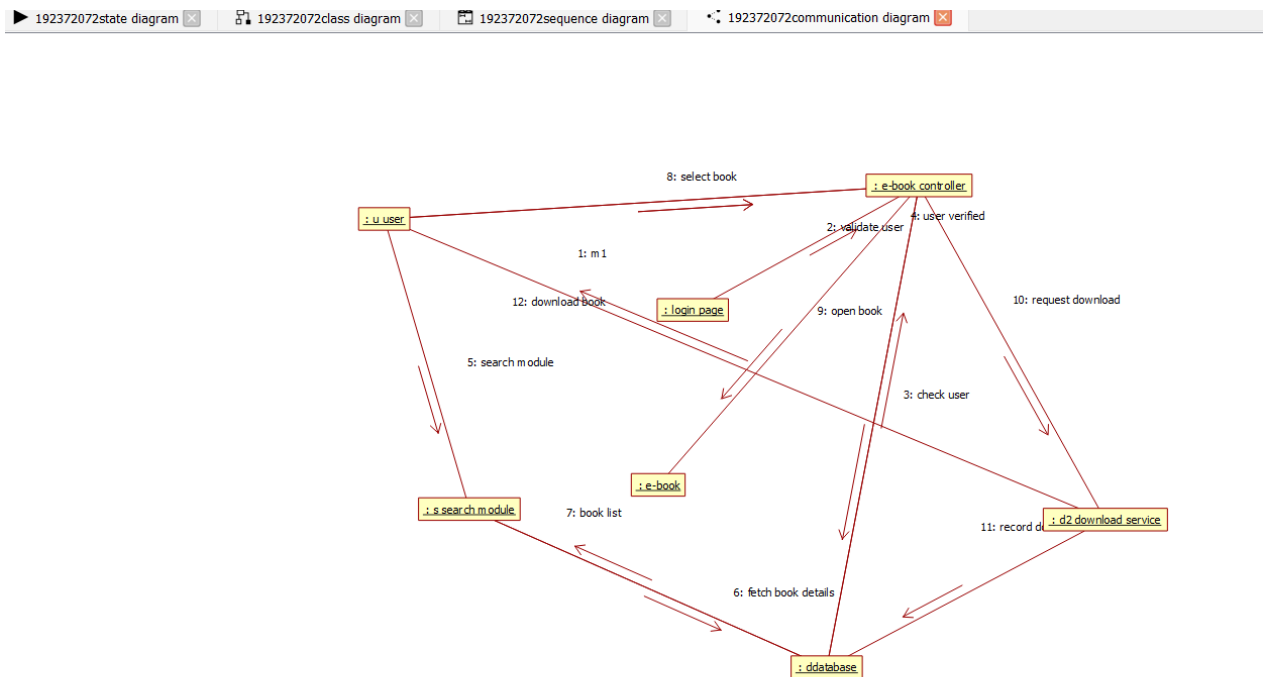 192372072state diagram
192372072class diagram
192372072sequence diagram
192372072communication diagram
8: select book
: e-book controller
: u user
4: user verified
2: validate user
1: m1
12: download book
: login page
9: open book
10: request download
5: search module
3: check user
: e-book
: s search module
7: book list
: d2 download service
11: record
6: fetch book details
: ddatabase